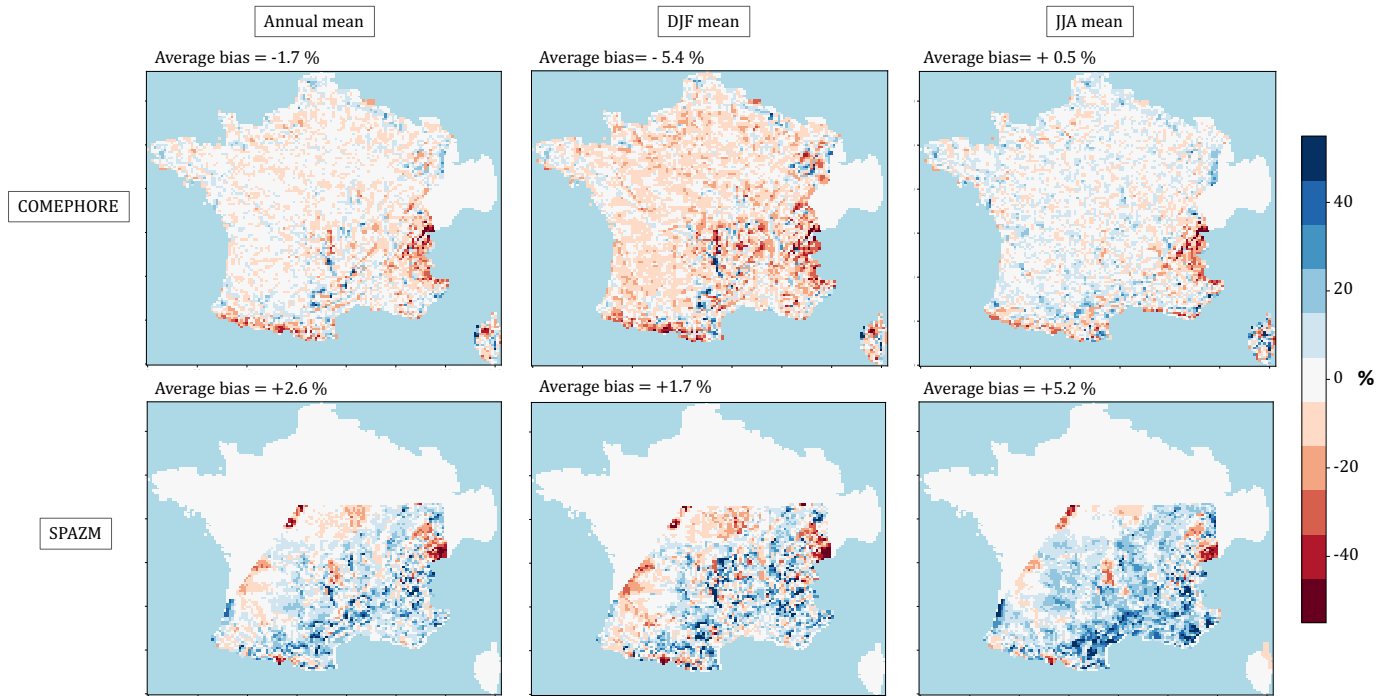 Annual mean
DJF mean
JJA mean
Average bias = -1.7 %
Average bias= - 5.4 %
Average bias= + 0.5 %
COMEPHORE
40
20
0 %
-20
-40
Average bias = +2.6 %
Average bias = +1.7 %
Average bias = +5.2 %
SPAZM